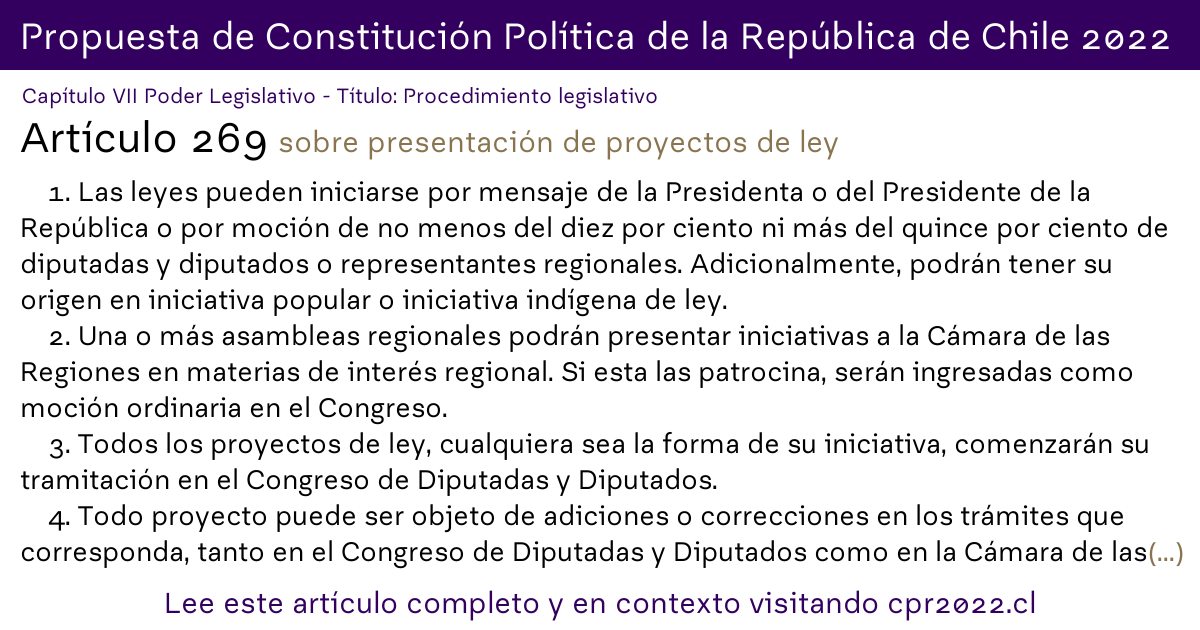 Propuesta de Constitución Política de la República de Chile 2022
Capítulo VII Poder Legislativo - Título: Procedimiento legislativo
Artículo 269 sobre presentación de proyectos de ley
1. Las leyes pueden iniciarse por mensaje de la Presidenta o del Presidente de la
República o por moción de no menos del diez por ciento ni más del quince por ciento de
diputadas y diputados o representantes regionales. Adicionalmente, podrán tener su
origen en iniciativa popular o iniciativa indígena de ley.
2. Una o más asambleas regionales podrán presentar iniciativas a la Cámara de las
Regiones en materias de interés regional. Si esta las patrocina, serán ingresadas como
moción ordinaria en el Congreso.
3. Todos los proyectos de ley, cualquiera sea la forma de su iniciativa, comenzarán su
tramitación en el Congreso de Diputadas y Diputados.
4. Todo proyecto puede ser objeto de adiciones o correcciones en los trámites que
corresponda, tanto en el Congreso de Diputadas y Diputados como en la Cámara de las(...)
Lee este artículo completo y en contexto visitando cpr2022.cl